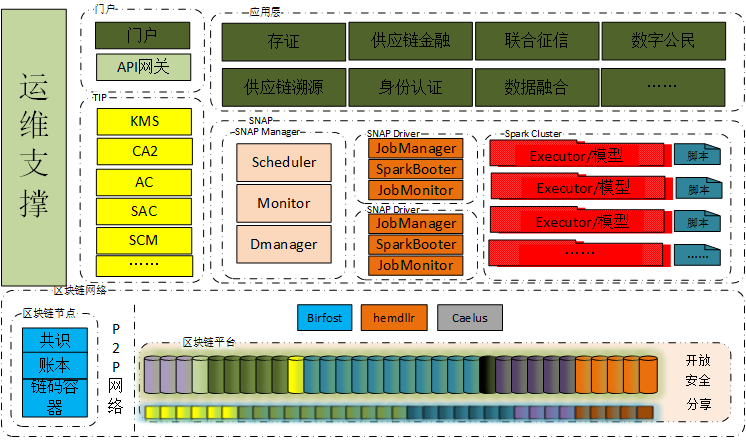 运维支撑
门户
门户
API网关
应用层
存证
供应链金融
联合征信
数字公民
供应链溯源
身份认证
数据融合
……
TIP
KMS
CA2
AC
SAC
SCM
……
SNAP
SNAP Manager
Scheduler
Monitor
Dmanager
SNAP Driver
JobManager
SparkBooter
JobMonitor
SNAP Driver
JobManager
SparkBooter
JobMonitor
Spark Cluster
Executor/模型
脚本
Executor/模型
脚本
Executor/模型
脚本
……
……
区块链网络
区块链节点
共识
账本
链码容
器
P2P网络
Birfost
hemdllr
Caelus
区块链平台
开放
安全
分享